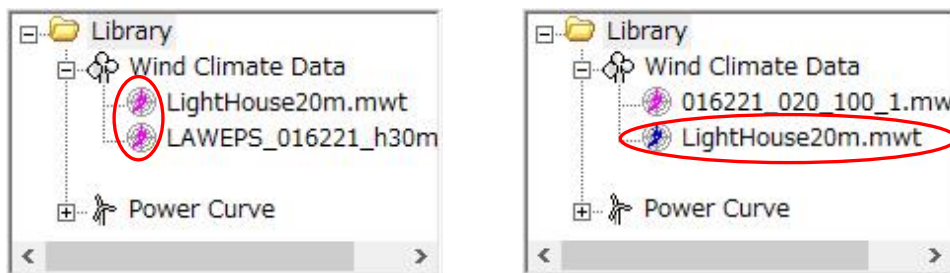 Library
Wind Climate Data
LightHouse20m.mwt
LAWEPS_016221_h30m
Power Curve
Library
Wind Climate Data
016221_020_100_1.mw
LightHouse20m.mwt
Power Curve